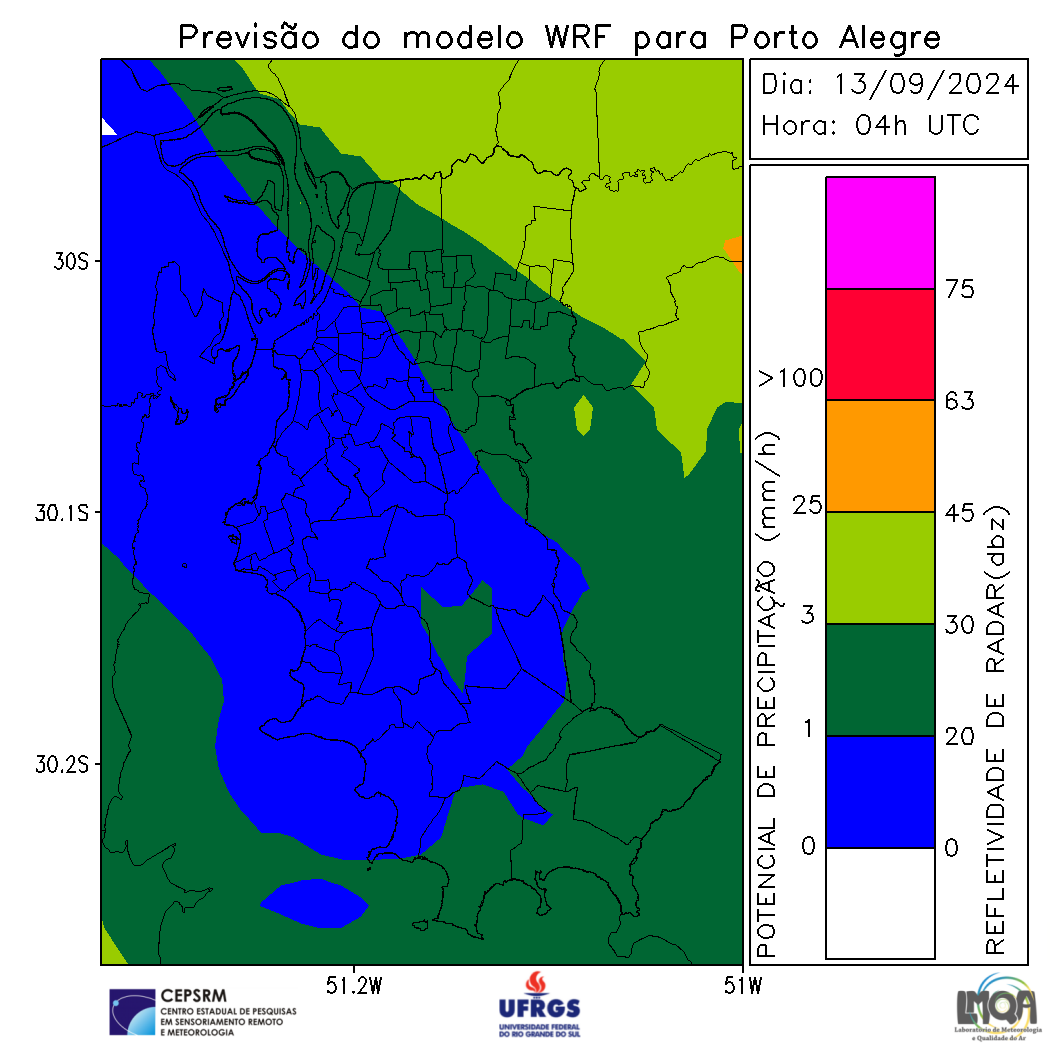 Previsão do modelo WRF para Porto Alegre
Dia: 13/09/2024
Hora: 04h UTC
30S
30.1S
30.2S
51.2W
51W
POTENCIAL DE PRECIPITAÇÃO (mm/h)
>100
25
3
1
0
75
63
45
30
20
0
REFLETIVIDADE DE RADAR(dbz)
CEPSRM
CENTRO ESTADUAL DE PESQUISAS
EM SENSORIAMENTO REMOTO
E METEOROLOGIA
UFRGS
UNIVERSIDADE FEDERAL
DO RIO GRANDE DO SUL
LMQA
Laboratório de Meteorologia
e Qualidade do Ar